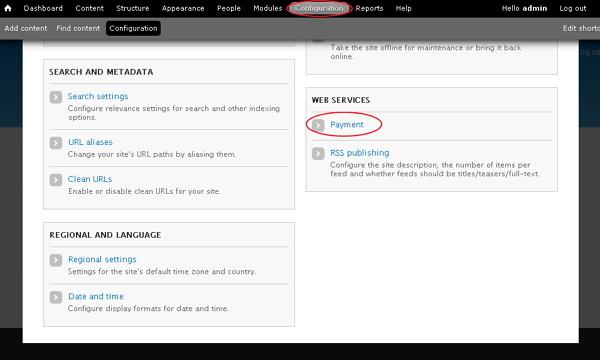 Dashboard Content Structure Appearance People Modules Configuration Reports Help Hello admin Log out
Add content Find content Configuration Edit shortc
Take the site offline for maintenance or bring it back
online.
SEARCH AND METADATA
Search settings
Configure relevance settings for search and other indexing
options.
URL aliases
Change your site's URL paths by aliasing them.
Clean URLs
Enable or disable clean URLs for your site.
WEB SERVICES
Payment
RSS publishing
Configure the site description, the number of items per
feed and whether feeds should be titles/teasers/full-text.
REGIONAL AND LANGUAGE
Regional settings
Settings for the site's default time zone and country.
Date and time
Configure display formats for date and time.